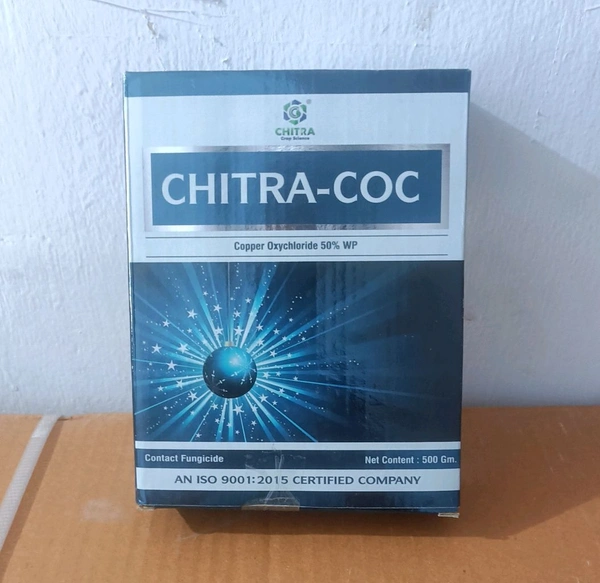 CHITRA
Crop Science
CHITRA-COC
Copper Oxychloride 50% WP
Contact Fungicide
Net Content : 500 Gm.
AN ISO 9001:2015 CERTIFIED COMPANY